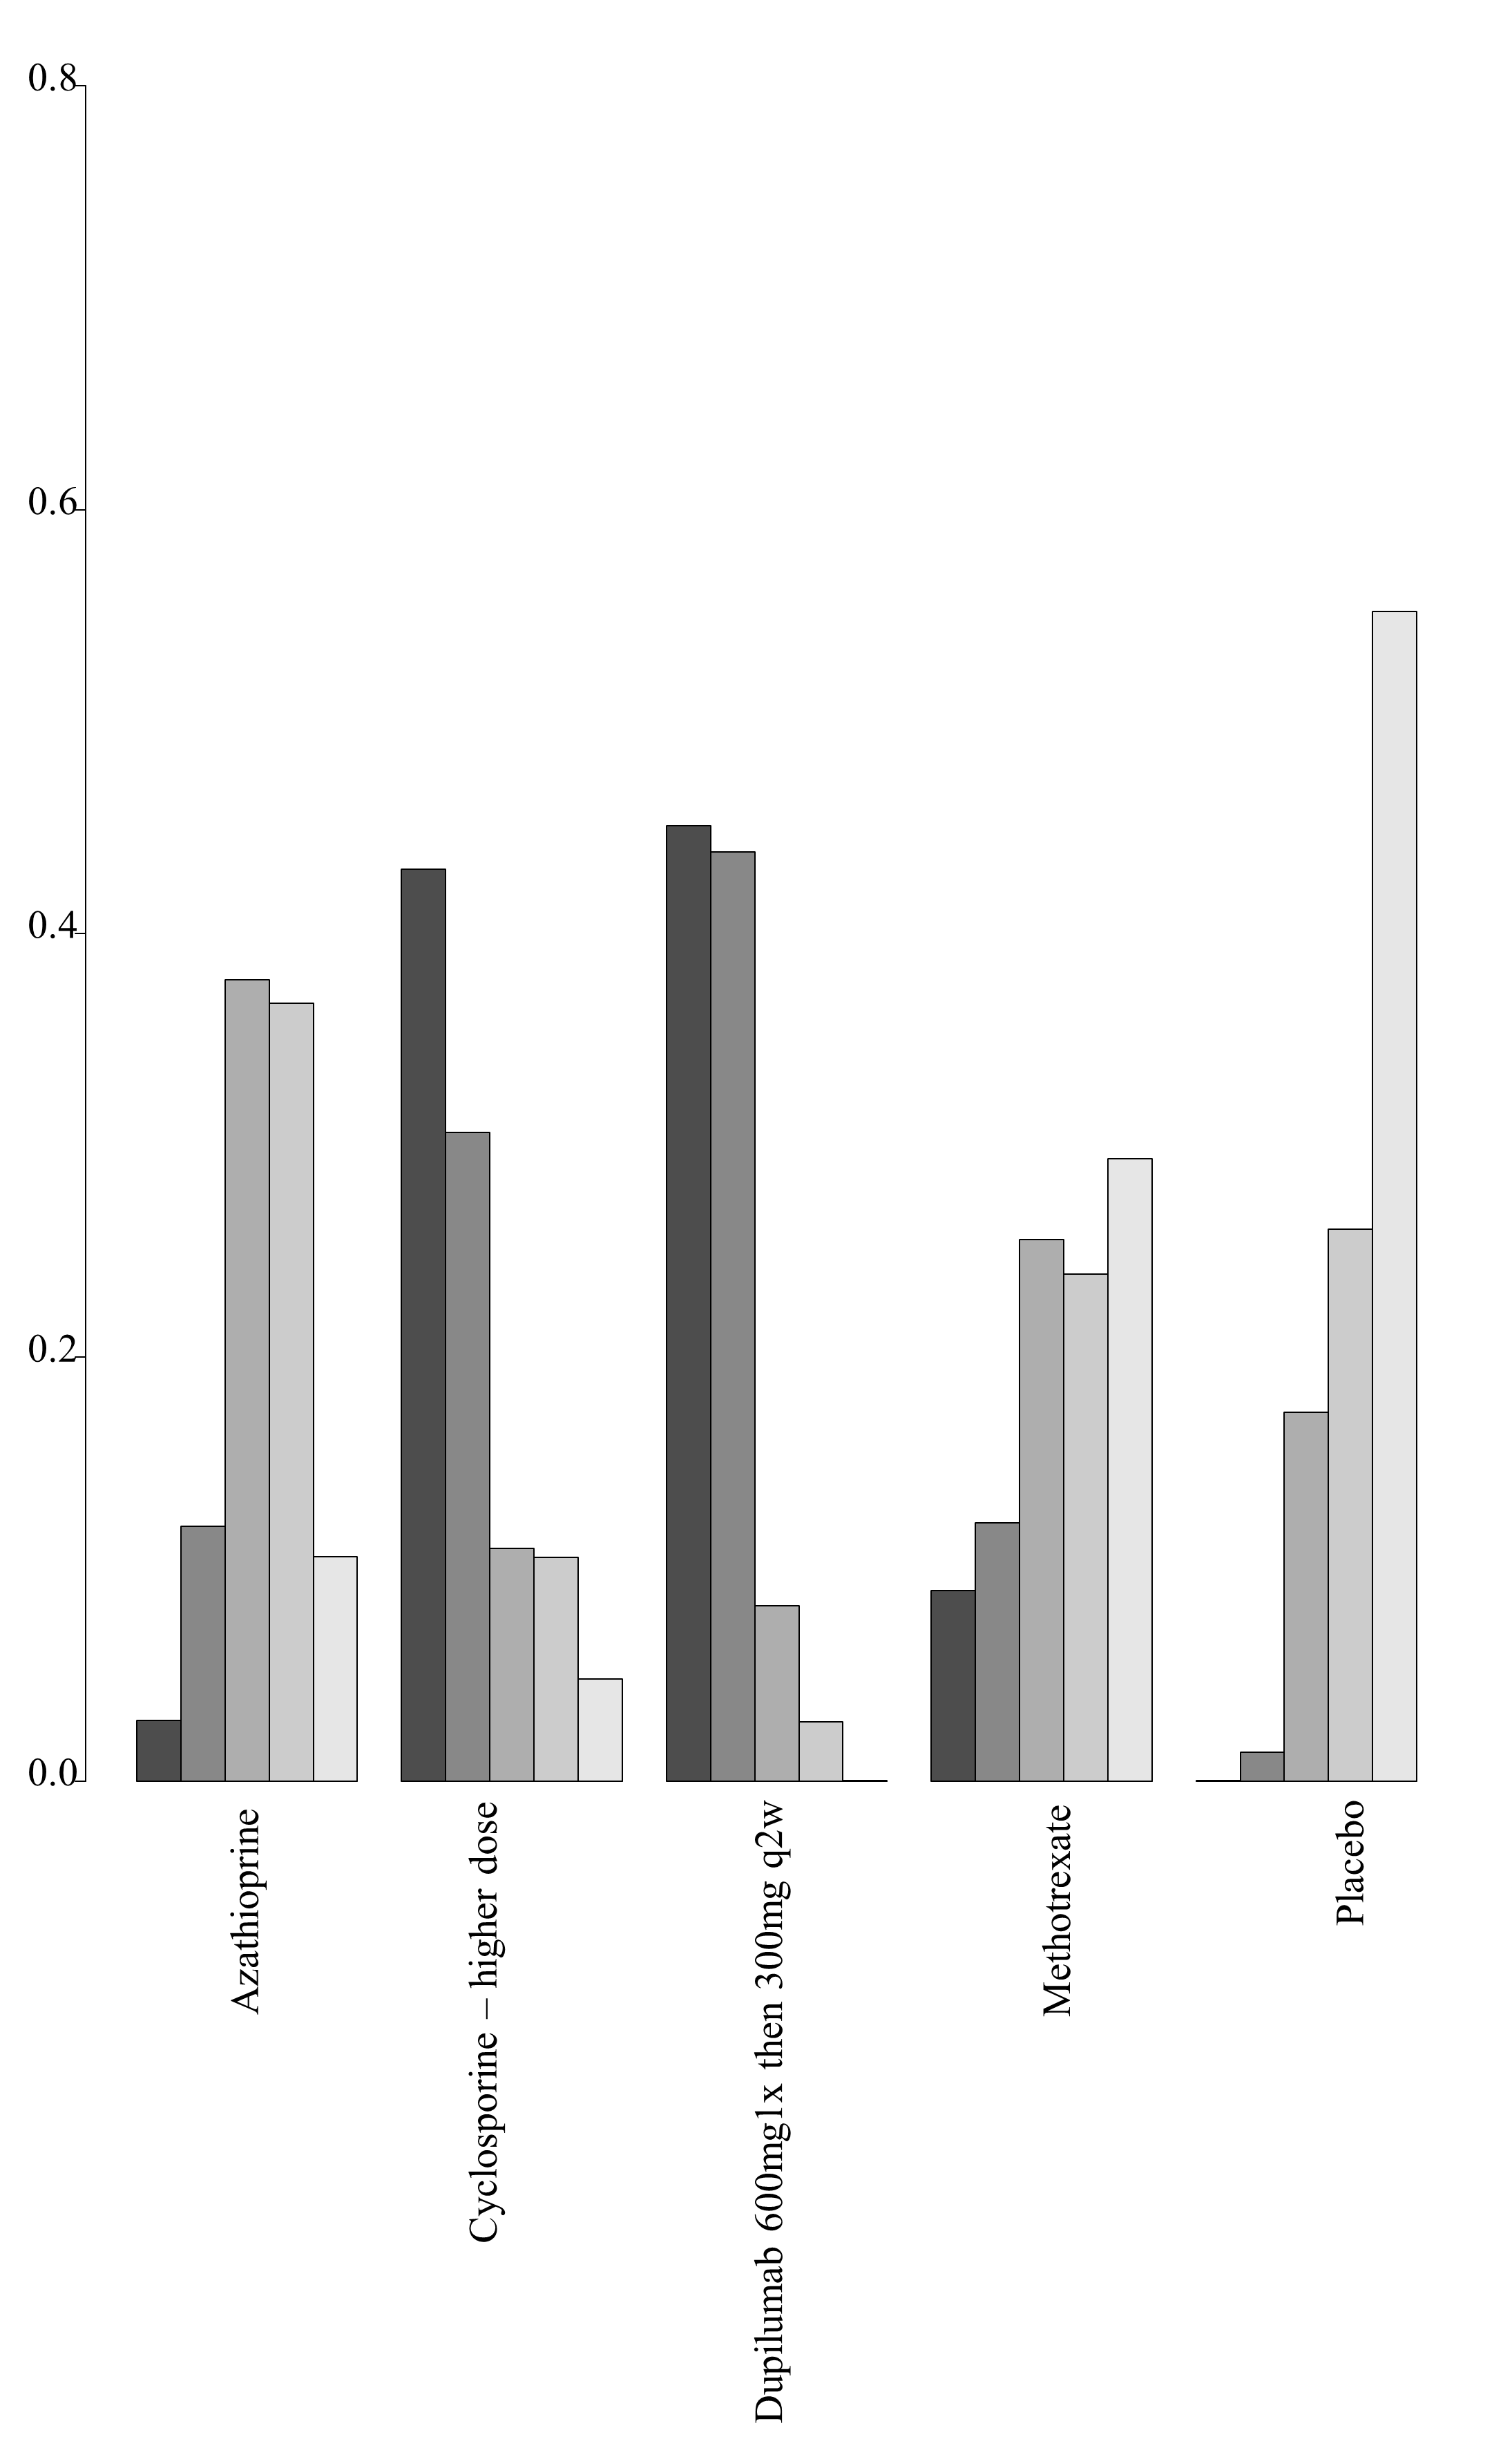 0.8
0.6
0.4
0.2
0.0
Azathioprine
Cyclosporine – higher dose
Dupilumab 600mg1x then 300mg q2w
Methotrexate
Placebo